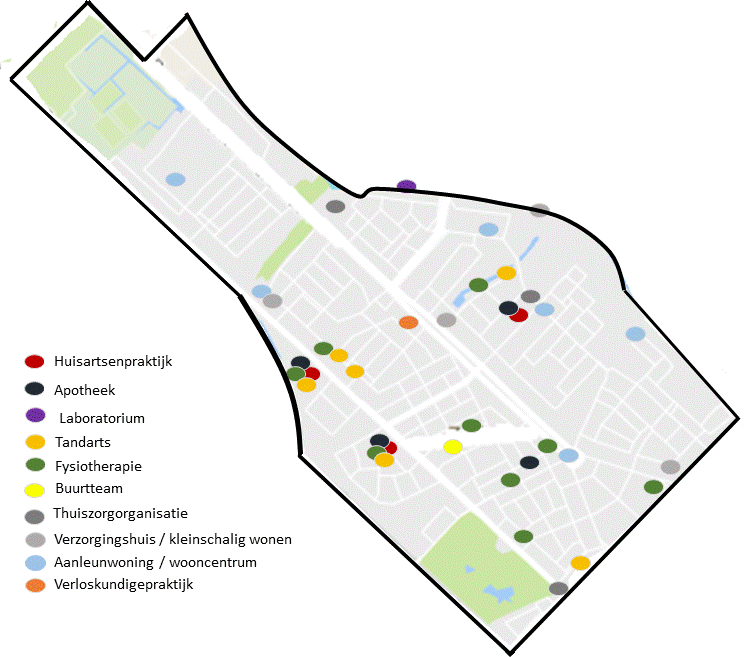 Huisartsenpraktijk
Apotheek
Laboratorium
Tandarts
Fysiotherapie
Buurtteam
Thuiszorgorganisatie
Verzorgingshuis / kleinschalig wonen
Aanleunwoning / wooncentrum
Verloskundigepraktijk